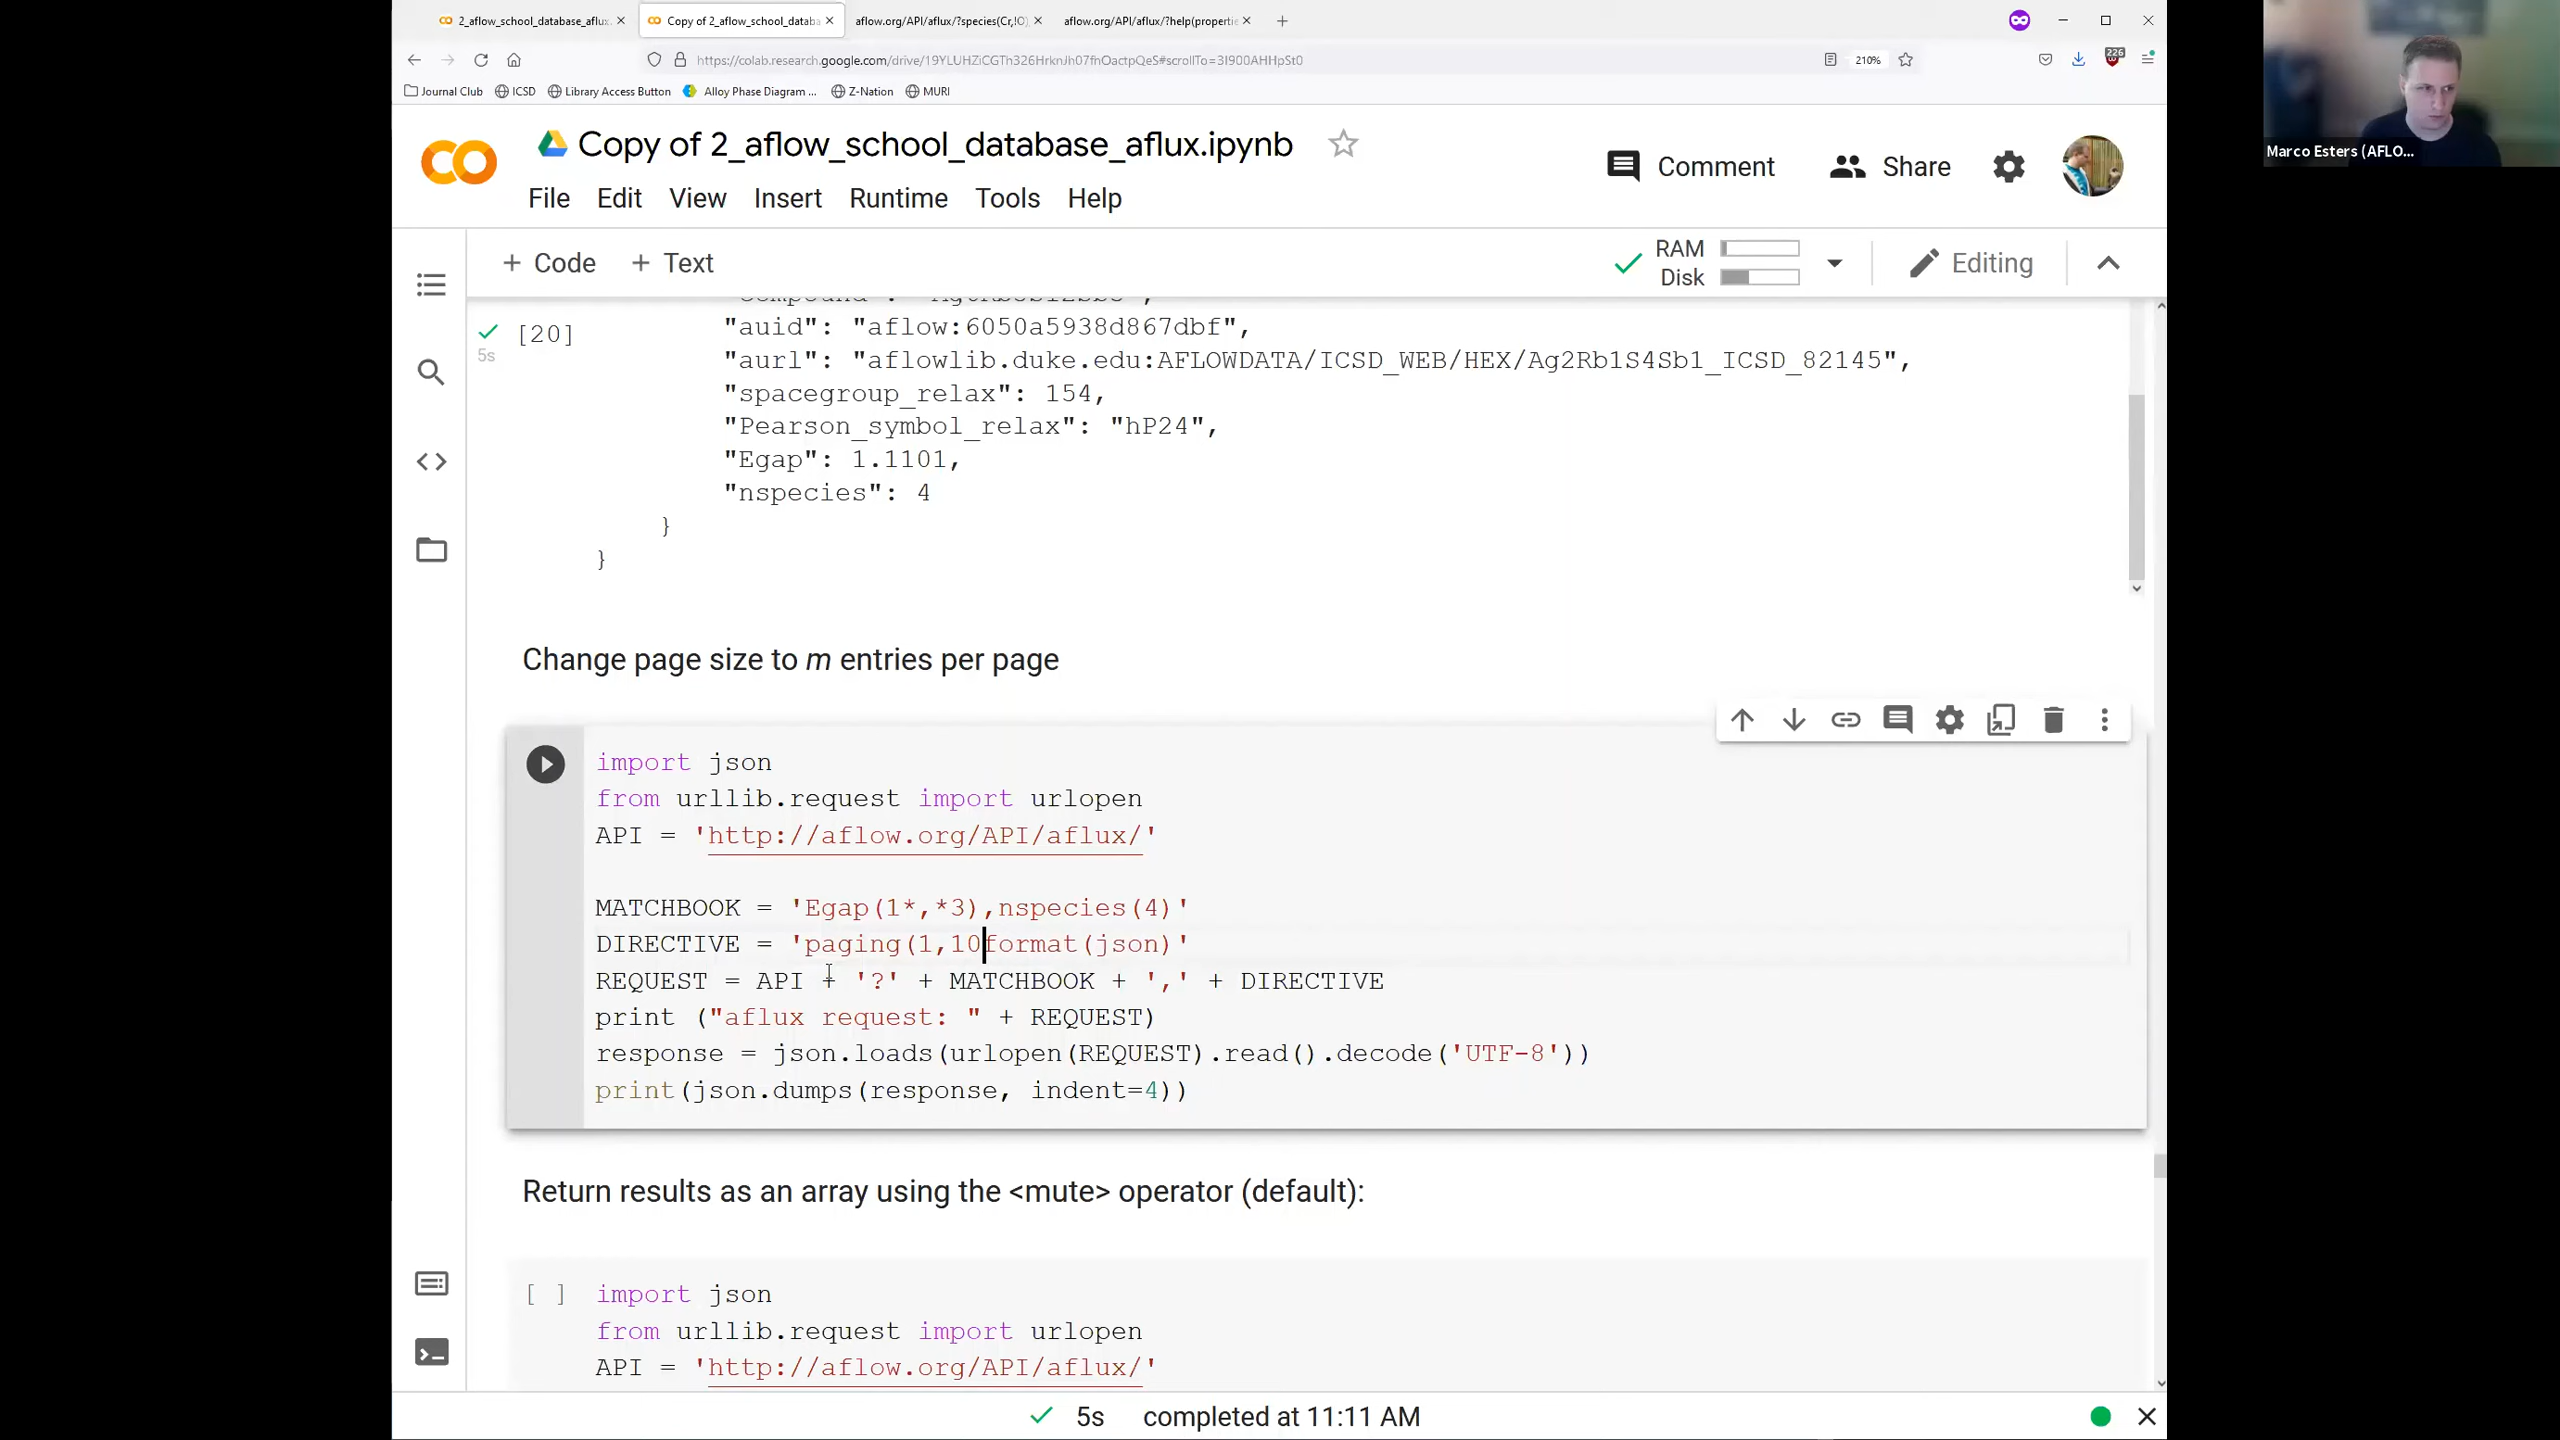 2_aflow_school_database_aflux.
Copy of 2_aflow_school_databa
aflow.org/API/aflux/?species(Cr,!O)
aflow.org/API/aflux/?help(propertie
https://colab.research.google.com/drive/19YLUHZiCGTh326HrknJh07fnOactpQeS#scrollTo=3I900AHHpSt0
210%
226
Journal Club
ICSD
Library Access Button
Alloy Phase Diagram ...
Z-Nation
MURI
Marco Esters (AFLO...
Copy of 2_aflow_school_database_aflux.ipynb
Comment
Share
File Edit View Insert Runtime Tools Help
+ Code + Text
RAM
Disk
Editing
[20]
5s
"auid": "aflow:6050a5938d867dbf",
"aurl": "aflowlib.duke.edu:AFLOWDATA/ICSD_WEB/HEX/Ag2Rb1S4Sb1_ICSD_82145",
"spacegroup_relax": 154,
"Pearson_symbol_relax": "hP24",
"Egap": 1.1101,
"nspecies": 4
}
}
Change page size to m entries per page
import json
from urllib.request import urlopen
API = 'http://aflow.org/API/aflux/'
MATCHBOOK = 'Egap(1*,*3),nspecies(4)'
DIRECTIVE = 'paging(1,10format(json)'
REQUEST = API + '?' + MATCHBOOK + ',' + DIRECTIVE
print ("aflux request: " + REQUEST)
response = json.loads(urlopen(REQUEST).read().decode('UTF-8'))
print(json.dumps(response, indent=4))
Return results as an array using the <mute> operator (default):
[ ]
import json
from urllib.request import urlopen
API = 'http://aflow.org/API/aflux/'
5s completed at 11:11 AM